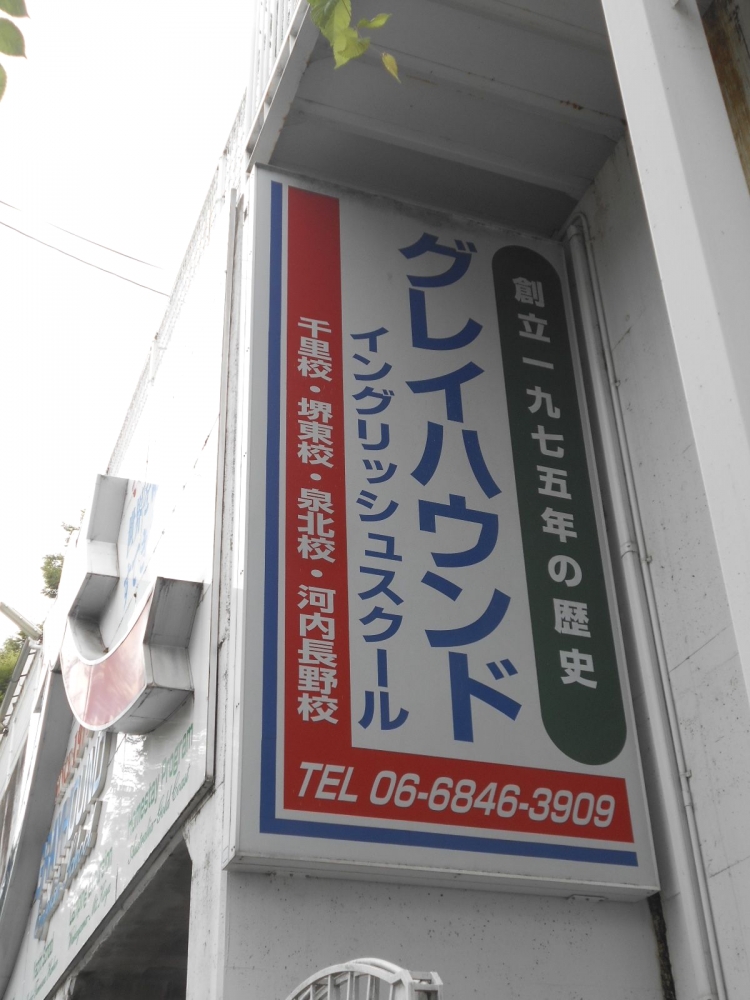 創立一九七五年の歴史
グレイハウンド
イングリッシュスクール
千里校・堺東校・泉北校・河内長野校
TEL 06-6846-3909
Homestay Program